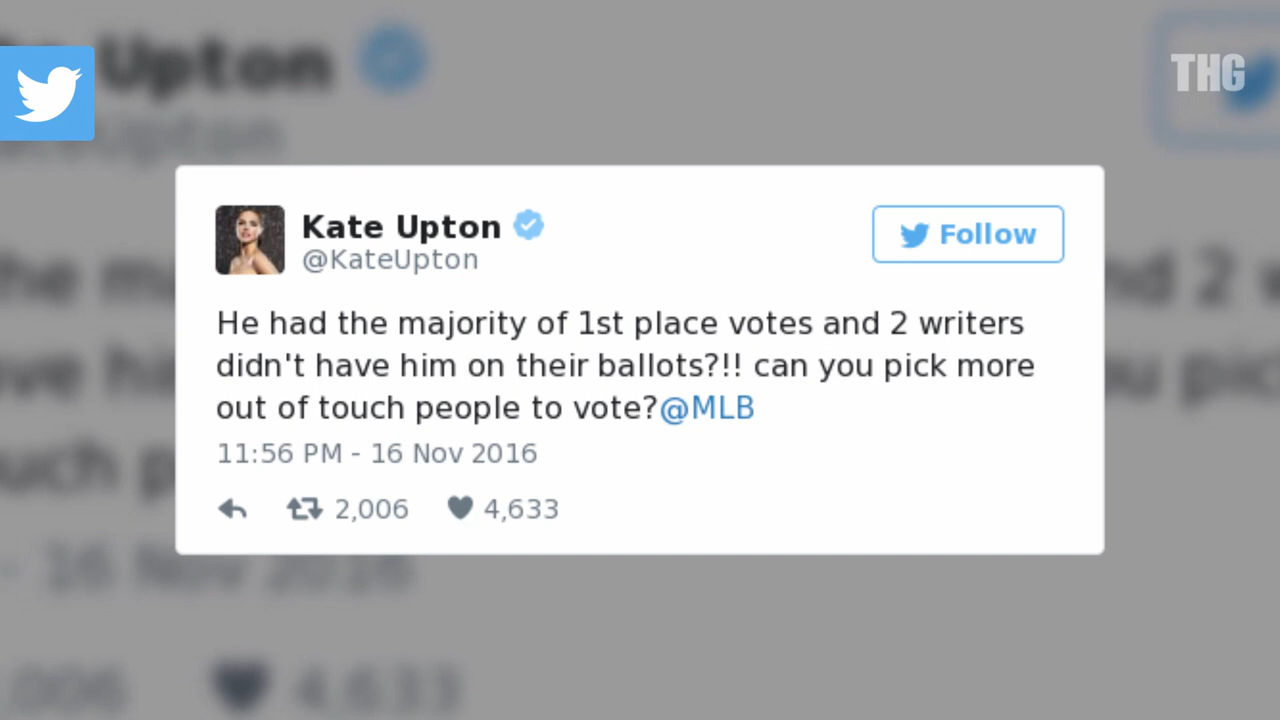 THG
Kate Upton
@KateUpton
Follow
He had the majority of 1st place votes and 2 writers
didn't have him on their ballots?!! can you pick more
out of touch people to vote?@MLB
11:56 PM - 16 Nov 2016
2,006 4,633